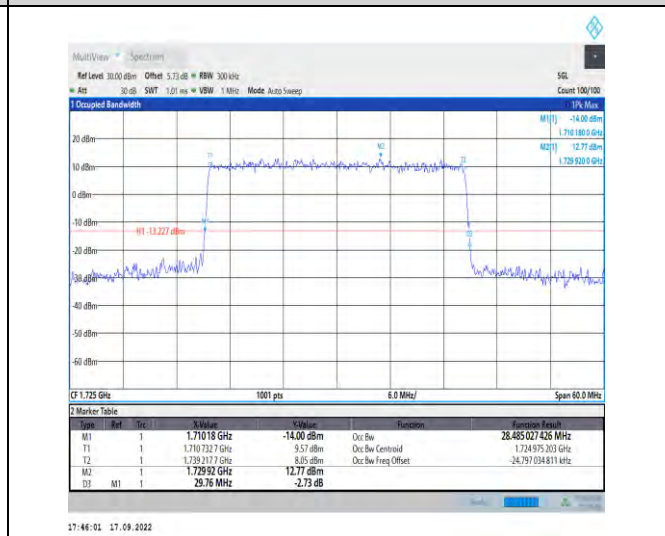 MultiView Spectrum
Ref Level 30.00 dBm Offset 5.73 dB RBW 300 kHz SGL
Att 30 dB SWT 1.01 ms VBW 1 MHz Mode Auto Sweep Count 100/100
1 Occupied Bandwidth 1Pk Max
M1[1] -14.00 dBm
1.710 180 0 GHz
M2[1] 12.77 dBm
1.729 920 0 GHz
20 dBm
M2
T1
T2
10 dBm
0 dBm
-10 dBm
M1
H1 -13.227 dBm
D3
-20 dBm
-30 dBm
-40 dBm
-50 dBm
-60 dBm
CF 1.725 GHz 1001 pts 6.0 MHz/ Span 60.0 MHz
2 Marker Table
Type Ref Trc X-Value Y-Value Function Function Result
M1 1 1.71018 GHz -14.00 dBm Occ Bw 28.485 027 426 MHz
T1 1 1.710 732 7 GHz 9.57 dBm Occ Bw Centroid 1.724 975 203 GHz
T2 1 1.739 217 7 GHz 8.05 dBm Occ Bw Freq Offset -24.797 034 811 kHz
M2 1 1.729 92 GHz 12.77 dBm
D3 M1 1 29.76 MHz -2.73 dB
17:46:01 17.09.2022